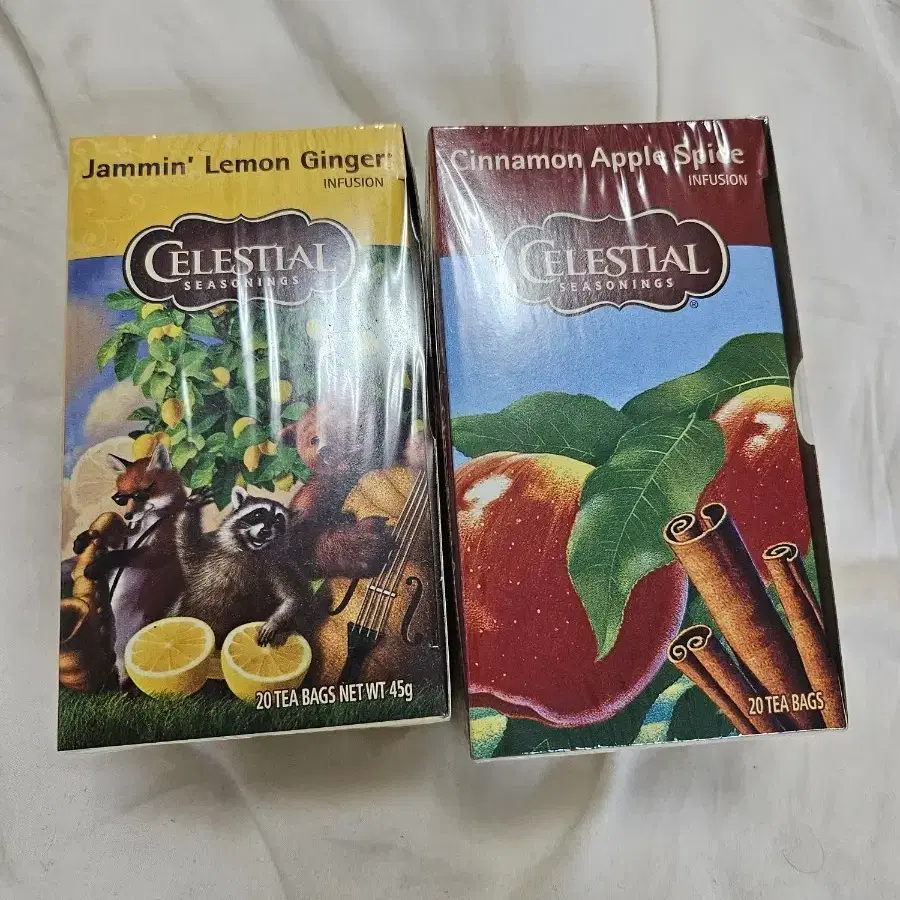 Jammin' Lemon Ginger
INFUSION
CELESTIAL
SEASONINGS
20 TEA BAGS NET WT 45g
Cinnamon Apple Spice
INFUSION
CELESTIAL
SEASONINGS
®
20 TEA BAGS